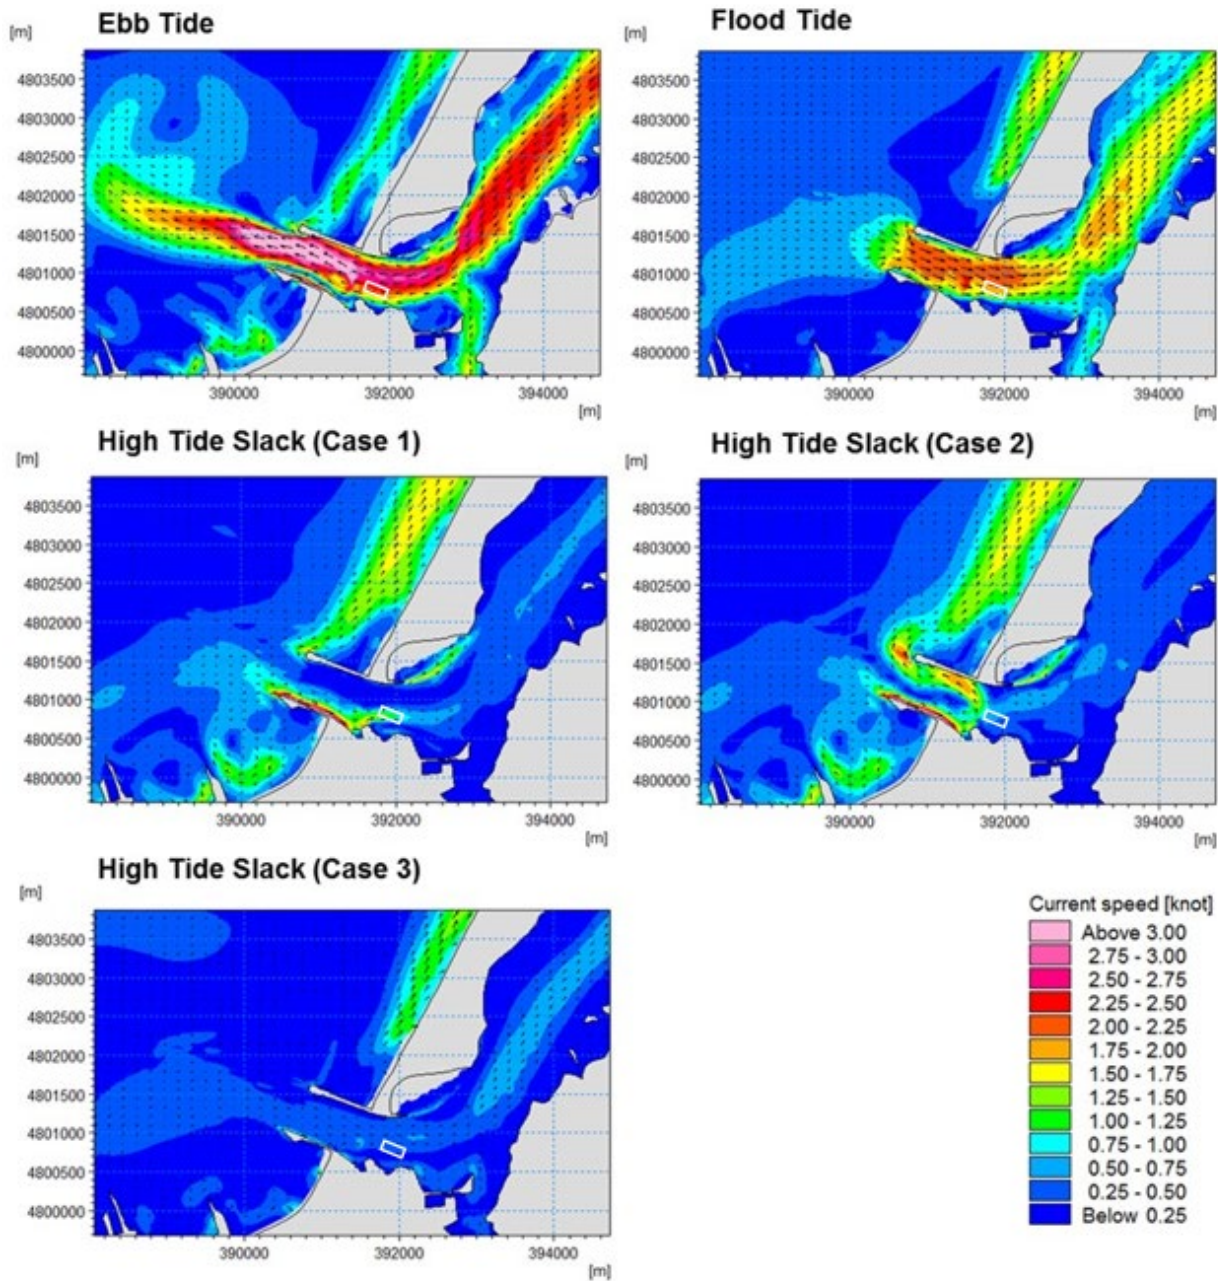 Ebb Tide
[m]
4803500
4803000
4802500
4802000
4801500
4801000
4800500
4800000
390000 392000 394000
[m]
Flood Tide
[m]
4803500
4803000
4802500
4802000
4801500
4801000
4800500
4800000
390000 392000 394000
[m]
High Tide Slack (Case 1)
[m]
4803500
4803000
4802500
4802000
4801500
4801000
4800500
4800000
390000 392000 394000
[m]
High Tide Slack (Case 2)
[m]
4803500
4803000
4802500
4802000
4801500
4801000
4800500
4800000
390000 392000 394000
[m]
High Tide Slack (Case 3)
[m]
4803500
4803000
4802500
4802000
4801500
4801000
4800500
4800000
390000 392000 394000
[m]
Current speed [knot]
Above 3.00
2.75 - 3.00
2.50 - 2.75
2.25 - 2.50
2.00 - 2.25
1.75 - 2.00
1.50 - 1.75
1.25 - 1.50
1.00 - 1.25
0.75 - 1.00
0.50 - 0.75
0.25 - 0.50
Below 0.25